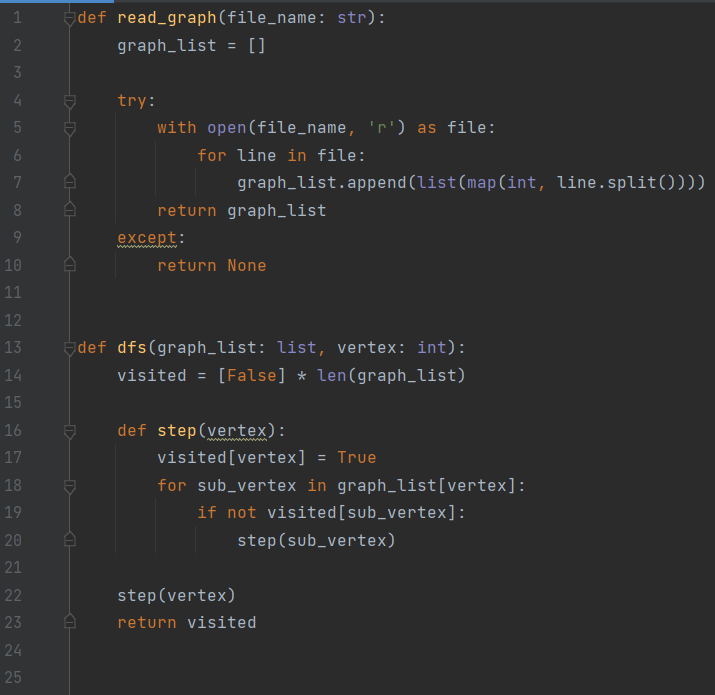 1 def read_graph(file_name: str):
2     graph_list = []
3
4     try:
5         with open(file_name, 'r') as file:
6             for line in file:
7                 graph_list.append(list(map(int, line.split())))
8         return graph_list
9     except:
10         return None
11
12
13 def dfs(graph_list: list, vertex: int):
14     visited = [False] * len(graph_list)
15
16     def step(vertex):
17         visited[vertex] = True
18         for sub_vertex in graph_list[vertex]:
19             if not visited[sub_vertex]:
20                 step(sub_vertex)
21
22     step(vertex)
23     return visited
24
25